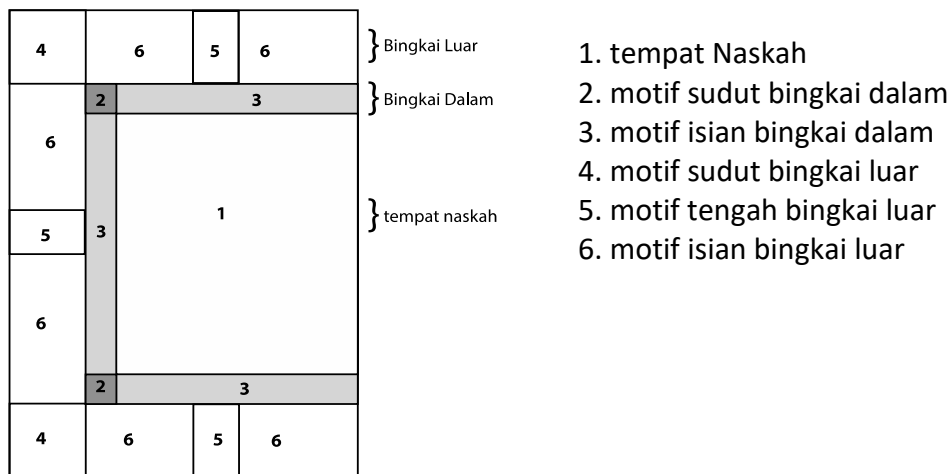 4 6 5 6
Bingkai Luar
2 3
Bingkai Dalam
6
1
tempat naskah
5 3
6
2 3
4 6 5 6
1. tempat Naskah
2. motif sudut bingkai dalam
3. motif isian bingkai dalam
4. motif sudut bingkai luar
5. motif tengah bingkai luar
6. motif isian bingkai luar